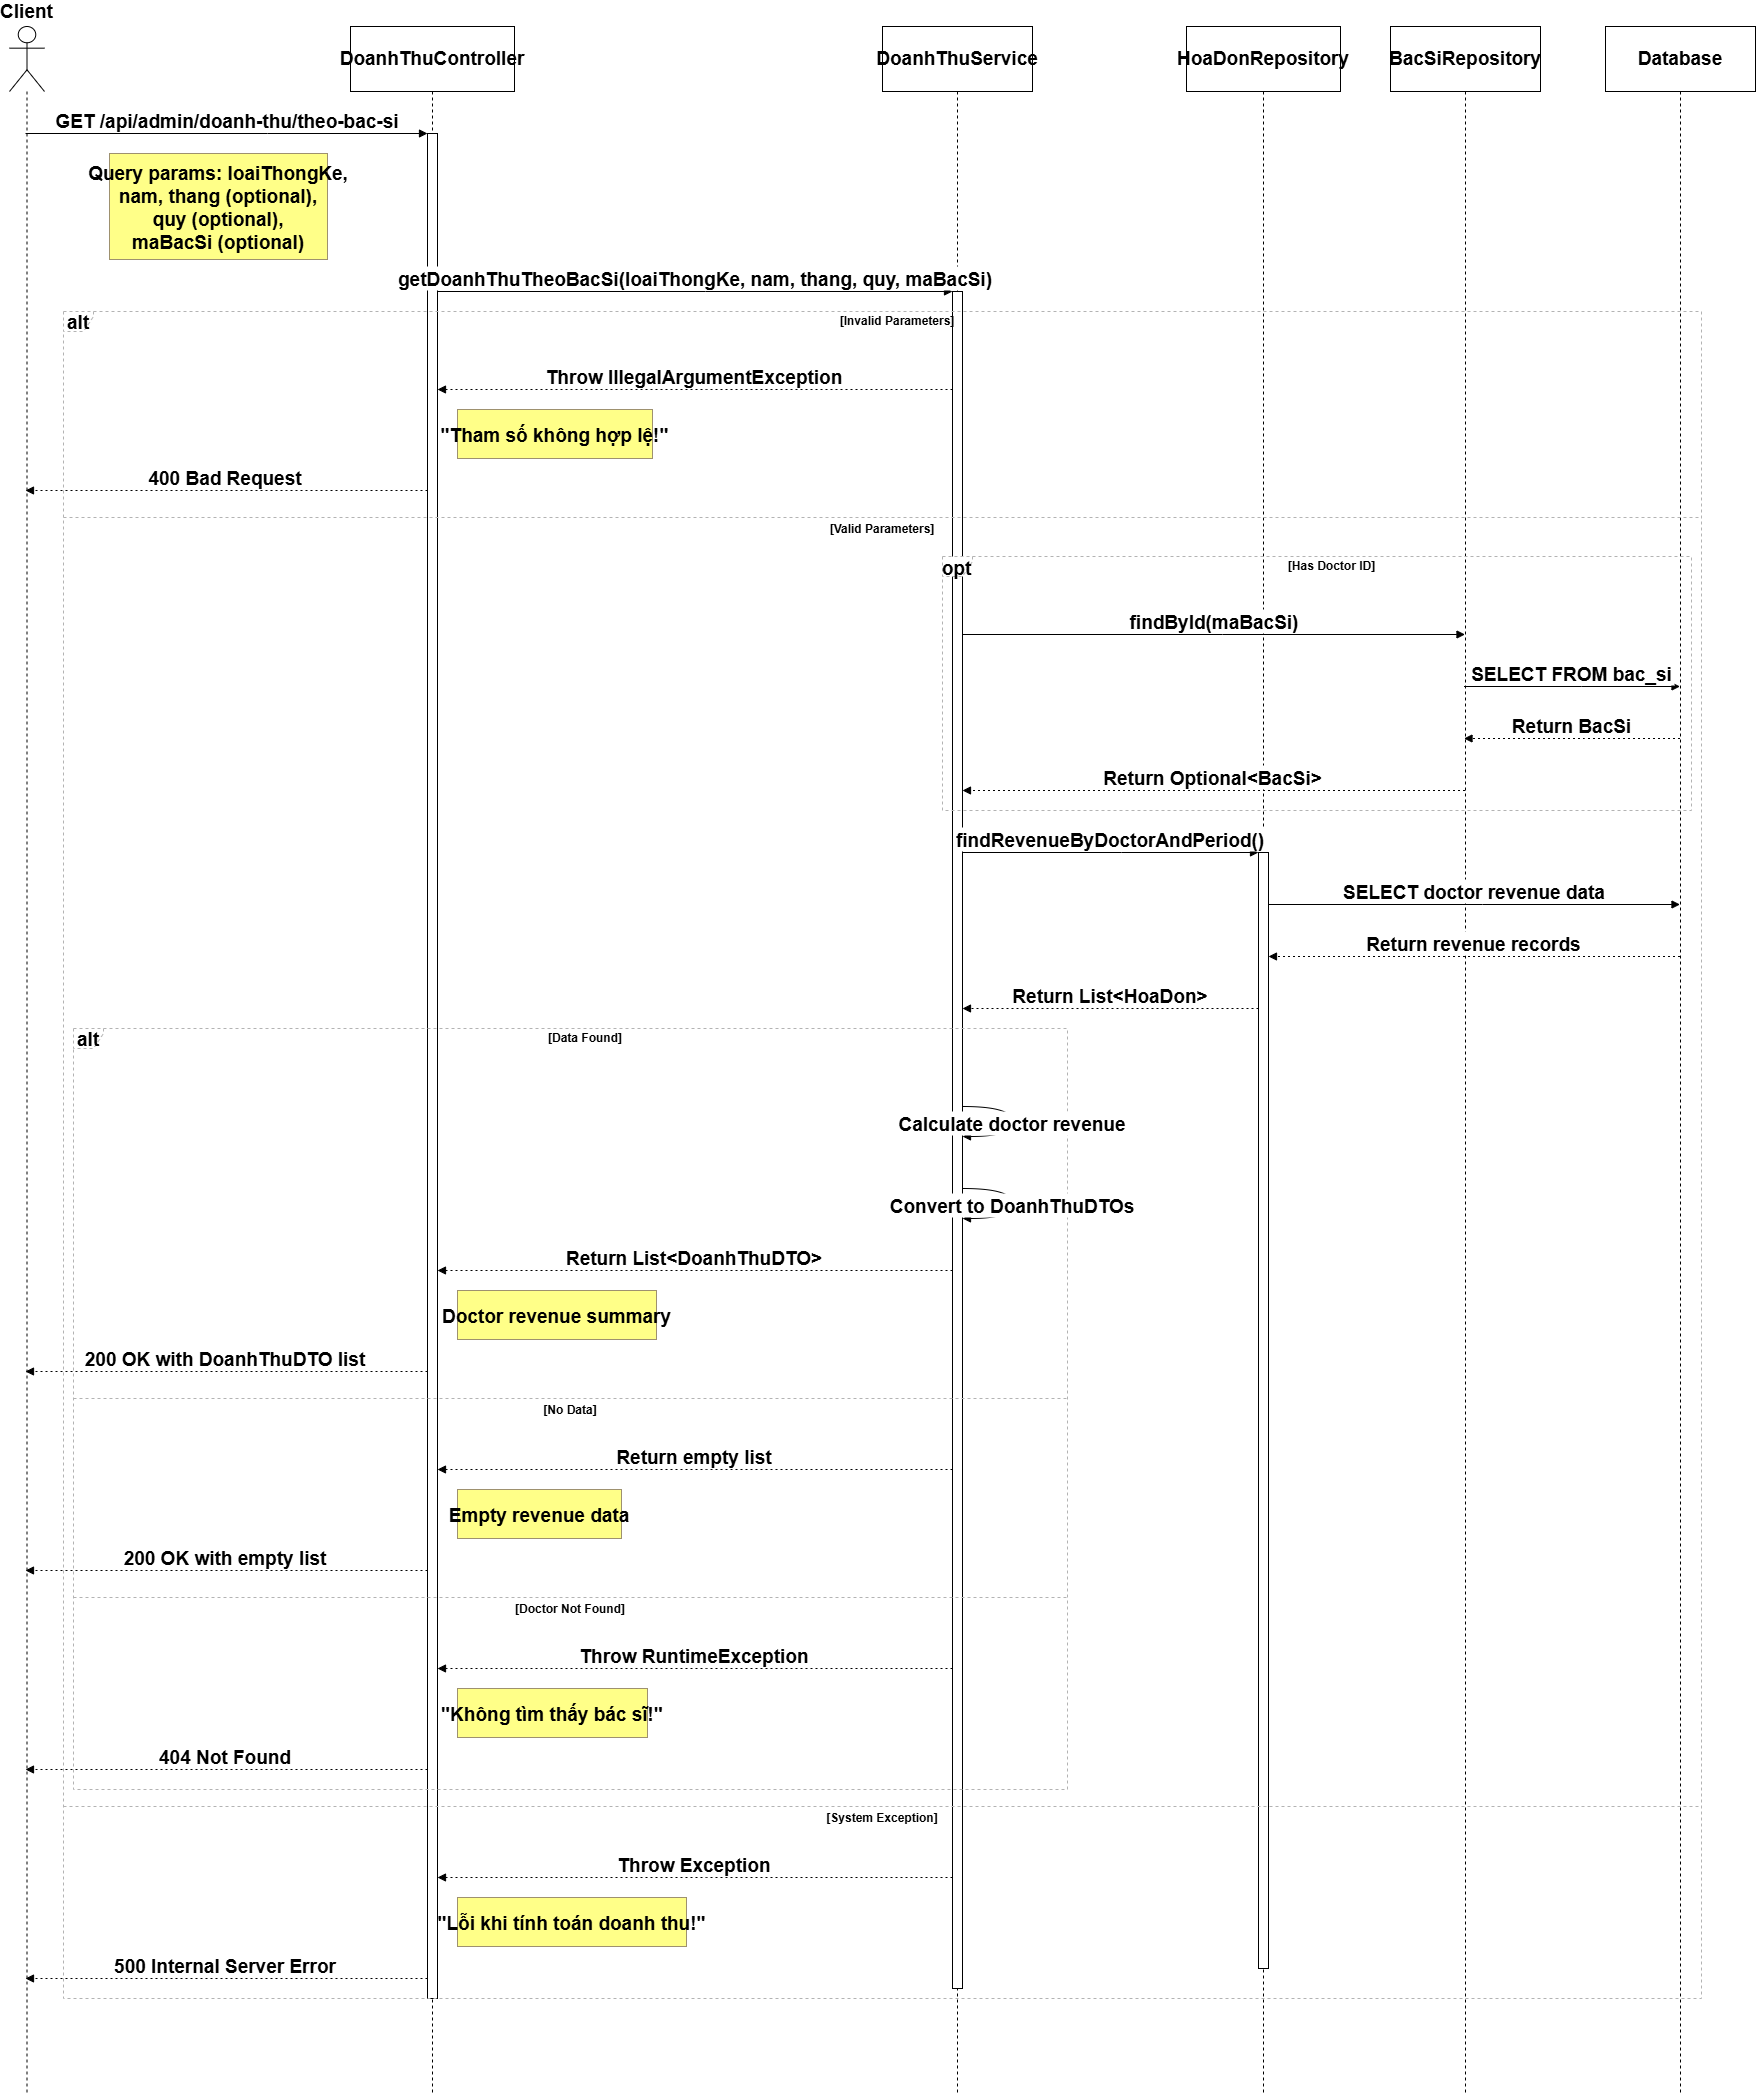 Client
DoanhThuController
DoanhThuService
HoaDonRepository
BacSiRepository
Database
GET /api/admin/doanh-thu/theo-bac-si
Query params: loaiThongKe,
nam, thang (optional),
quy (optional),
maBacSi (optional)
getDoanhThuTheoBacSi(loaiThongKe, nam, thang, quy, maBacSi)
alt
[Invalid Parameters]
Throw IllegalArgumentException
"Tham số không hợp lệ!"
400 Bad Request
[Valid Parameters]
opt
[Has Doctor ID]
findById(maBacSi)
SELECT FROM bac_si
Return BacSi
Return Optional<BacSi>
findRevenueByDoctorAndPeriod()
SELECT doctor revenue data
Return revenue records
Return List<HoaDon>
alt
[Data Found]
Calculate doctor revenue
Convert to DoanhThuDTOs
Return List<DoanhThuDTO>
Doctor revenue summary
200 OK with DoanhThuDTO list
[No Data]
Return empty list
Empty revenue data
200 OK with empty list
[Doctor Not Found]
Throw RuntimeException
"Không tìm thấy bác sĩ!"
404 Not Found
[System Exception]
Throw Exception
"Lỗi khi tính toán doanh thu!"
500 Internal Server Error